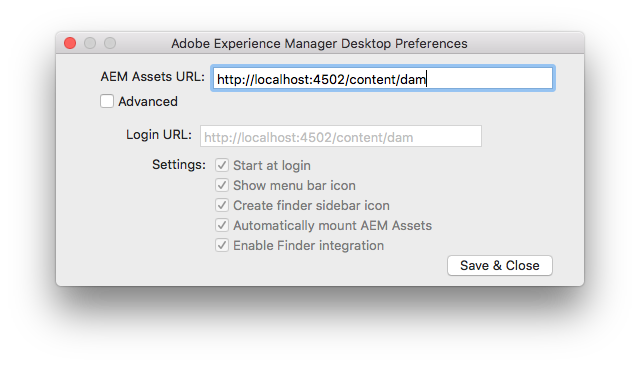 Adobe Experience Manager Desktop Preferences
AEM Assets URL: http://localhost:4502/content/dam
Advanced
Login URL: http://localhost:4502/content/dam
Settings: Start at login
Show menu bar icon
Create finder sidebar icon
Automatically mount AEM Assets
Enable Finder integration
Save & Close